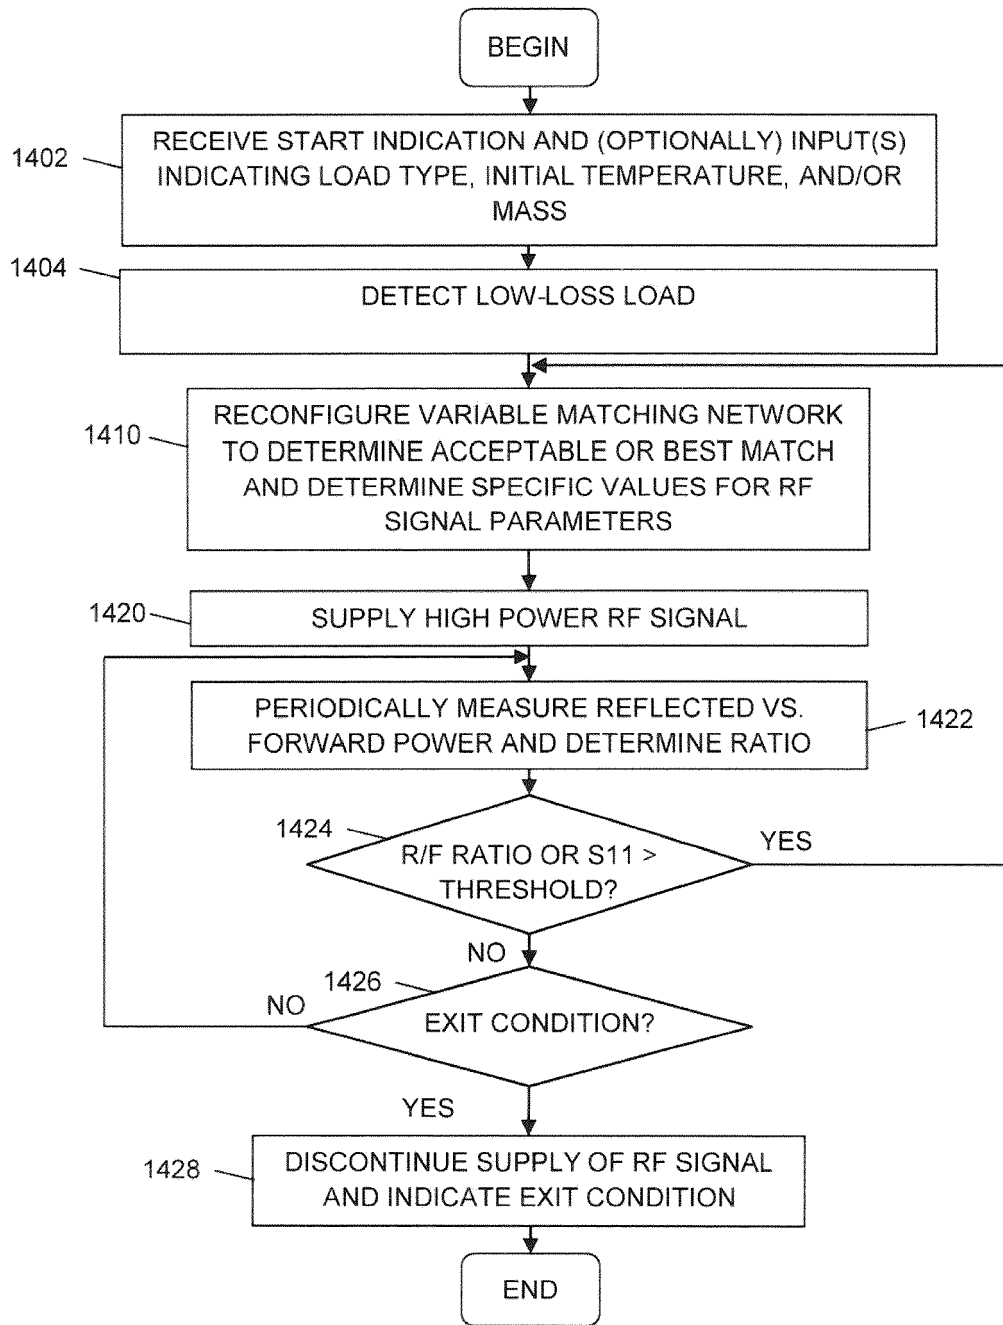 BEGIN
1402
RECEIVE START INDICATION AND (OPTIONALLY) INPUT(S)
INDICATING LOAD TYPE, INITIAL TEMPERATURE, AND/OR
MASS
1404
DETECT LOW-LOSS LOAD
1410
RECONFIGURE VARIABLE MATCHING NETWORK
TO DETERMINE ACCEPTABLE OR BEST MATCH
AND DETERMINE SPECIFIC VALUES FOR RF
SIGNAL PARAMETERS
1420
SUPPLY HIGH POWER RF SIGNAL
PERIODICALLY MEASURE REFLECTED VS.
FORWARD POWER AND DETERMINE RATIO
1422
1424
R/F RATIO OR S11 >
THRESHOLD?
YES
NO
1426
NO
EXIT CONDITION?
YES
1428
DISCONTINUE SUPPLY OF RF SIGNAL
AND INDICATE EXIT CONDITION
END